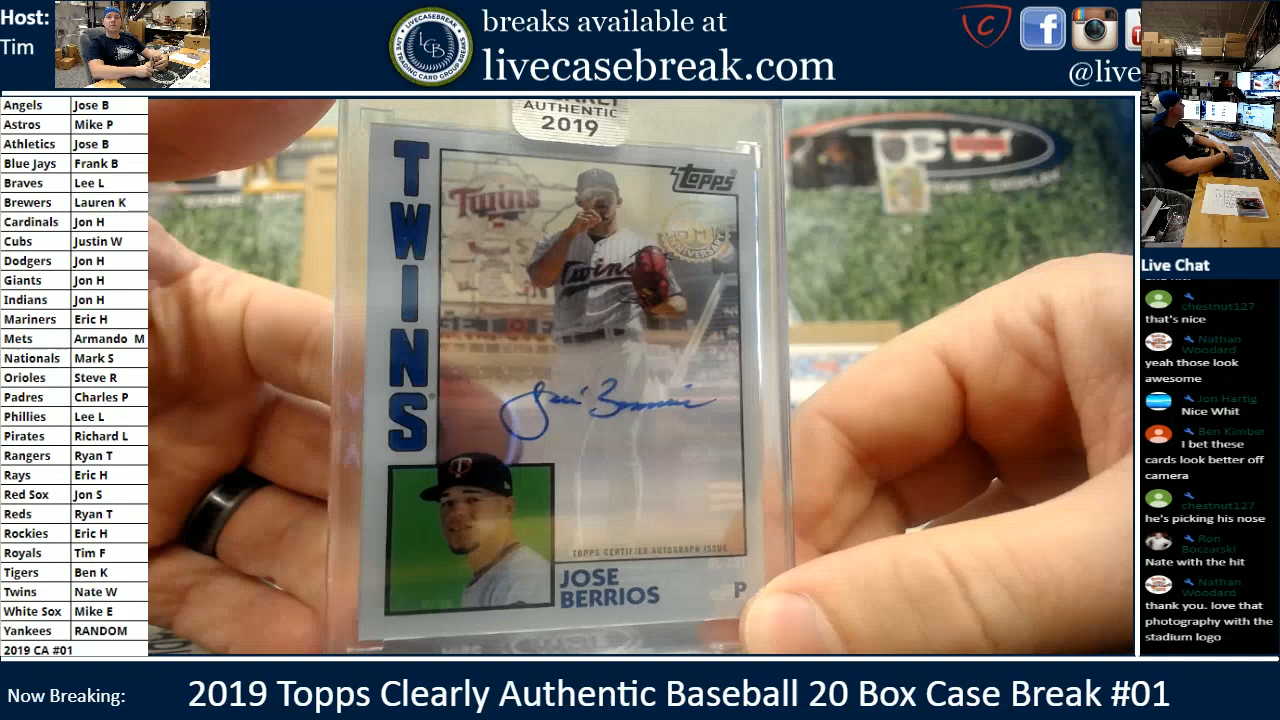 Host:
Tim
breaks available at
livecasebreak.com
@live
Angels Jose B
Astros Mike P
Athletics Jose B
Blue Jays Frank B
Braves Lee L
Brewers Lauren K
Cardinals Jon H
Cubs Justin W
Dodgers Jon H
Giants Jon H
Indians Jon H
Mariners Eric H
Mets Armando M
Nationals Mark S
Orioles Steve R
Padres Charles P
Phillies Lee L
Pirates Richard L
Rangers Ryan T
Rays Eric H
Red Sox Jon S
Reds Ryan T
Rockies Eric H
Royals Tim F
Tigers Ben K
Twins Nate W
White Sox Mike E
Yankees RANDOM
2019 CA #01
AUTHENTIC
2019
TWINS
Topps
Twins
Twins
TOPPS CERTIFIED AUTOGRAPH ISSUE
JOSE
BERRIOS
P
Live Chat
chestnut127
that's nice
Nathan
Woodard
yeah those look
awesome
Jon Hartig
Nice Whit
Ben Kimber
I bet these
cards look better off
camera
chestnut127
he's picking his nose
Ron
Boczarski
Nate with the hit
Nathan
Woodard
thank you. love that
photography with the
stadium logo
Now Breaking:
2019 Topps Clearly Authentic Baseball 20 Box Case Break #01